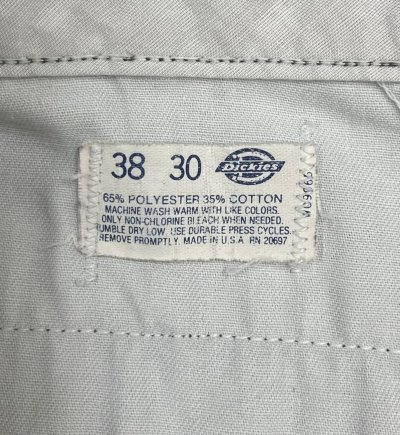 38 30 Dickies
65% POLYESTER 35% COTTON
MACHINE WASH WARM WITH LIKE COLORS.
ONLY NON-CHLORINE BLEACH WHEN NEEDED.
TUMBLE DRY LOW. USE DURABLE PRESS CYCLES.
REMOVE PROMPTLY. MADE IN U.S.A. RN 20697